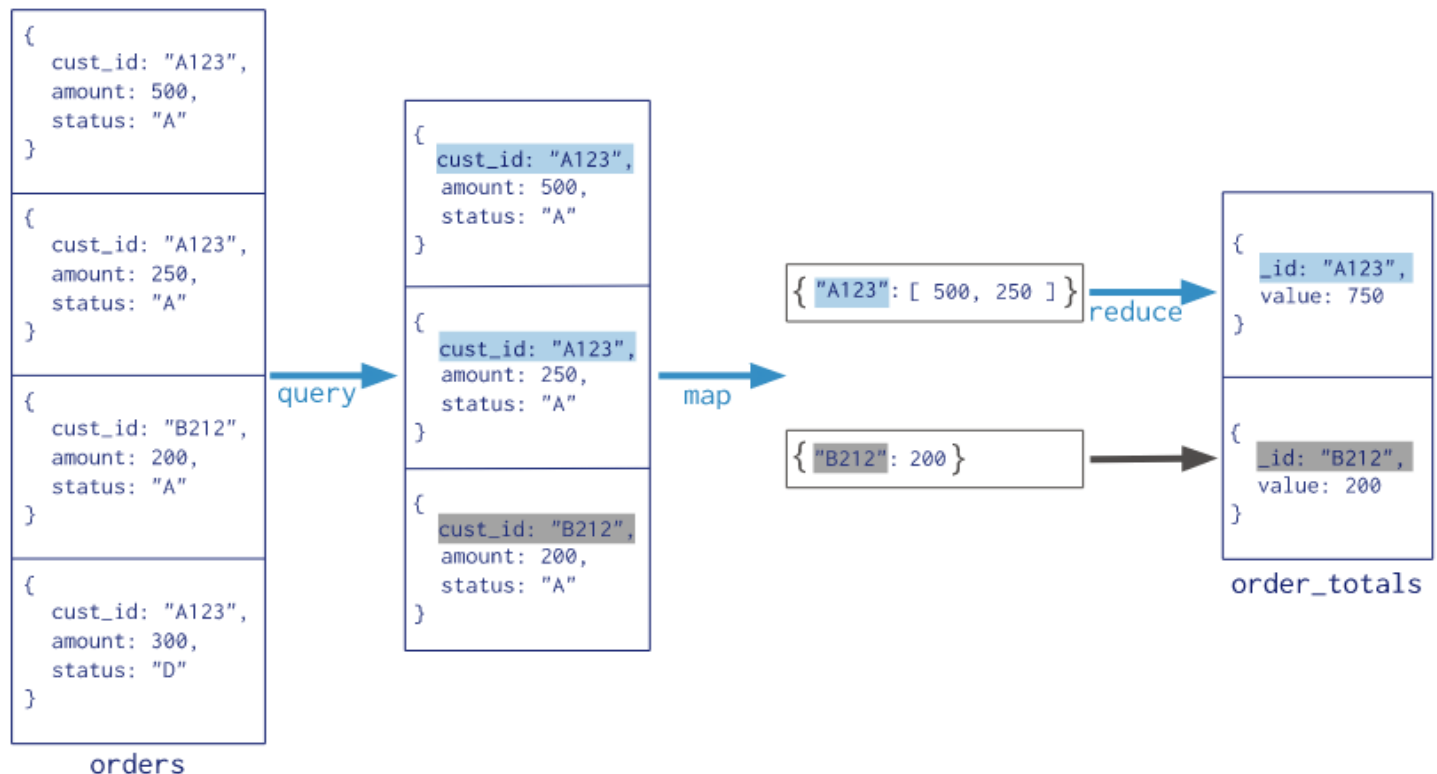 {
cust_id: "A123",
amount: 500,
status: "A"
}
{
cust_id: "A123",
amount: 250,
status: "A"
}
{
cust_id: "B212",
amount: 200,
status: "A"
}
{
cust_id: "A123",
amount: 300,
status: "D"
}
orders
query
{
cust_id: "A123",
amount: 500,
status: "A"
}
{
cust_id: "A123",
amount: 250,
status: "A"
}
{
cust_id: "B212",
amount: 200,
status: "A"
}
map
{ "A123": [ 500, 250 ] }
reduce
{ "B212": 200 }
{
_id: "A123",
value: 750
}
{
_id: "B212",
value: 200
}
order_totals